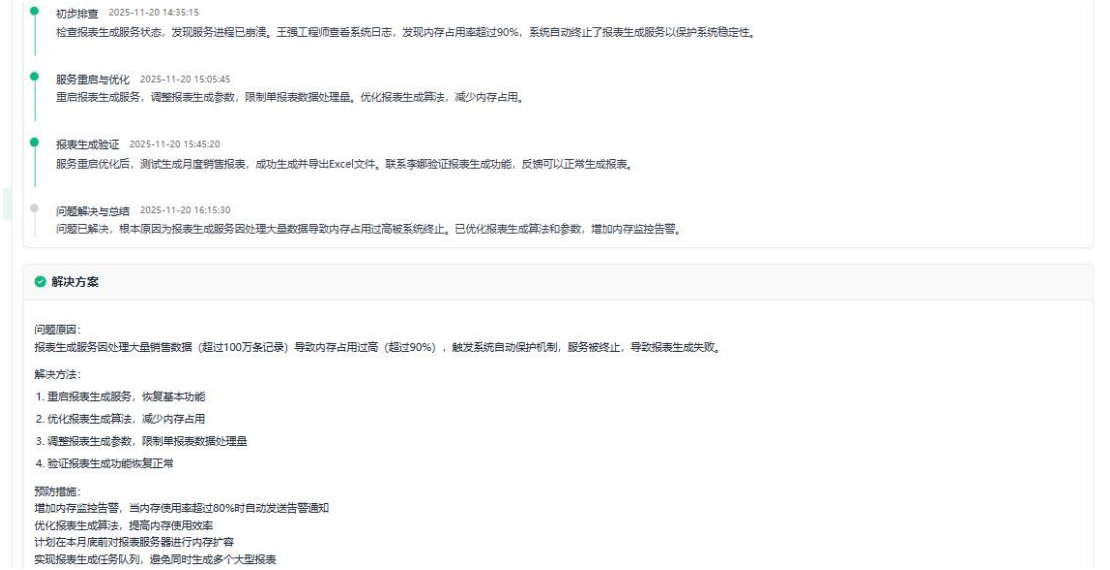 初步排查 2025-11-20 14:35:15
检查报表生成服务状态，发现服务进程已崩溃。王强工程师查看系统日志，发现内存占用率超过90%，系统自动终止了报表生成服务以保护系统稳定性。
服务重启与优化 2025-11-20 15:05:45
重启报表生成服务，调整报表生成参数，限制单报表数据处理量。优化报表生成算法，减少内存占用。
报表生成验证 2025-11-20 15:45:20
服务重启优化后，测试生成月度销售报表，成功生成并导出Excel文件。联系李娜验证报表生成功能，反馈可以正常生成报表。
问题解决与总结 2025-11-20 16:15:30
问题已解决，根本原因为报表生成服务因处理大量数据导致内存占用过高被系统终止。已优化报表生成算法和参数，增加内存监控告警。
解决方案
问题原因：
报表生成服务因处理大量销售数据（超过100万条记录）导致内存占用过高（超过90%），触发系统自动保护机制，服务被终止，导致报表生成失败。
解决方法：
1. 重启报表生成服务，恢复基本功能
2. 优化报表生成算法，减少内存占用
3. 调整报表生成参数，限制单报表数据处理量
4. 验证报表生成功能恢复正常
预防措施：
增加内存监控告警，当内存使用率超过80%时自动发送告警通知
优化报表生成算法，提高内存使用效率
计划在本月底前对报表服务器进行内存扩容
实现报表生成任务队列，避免同时生成多个大型报表